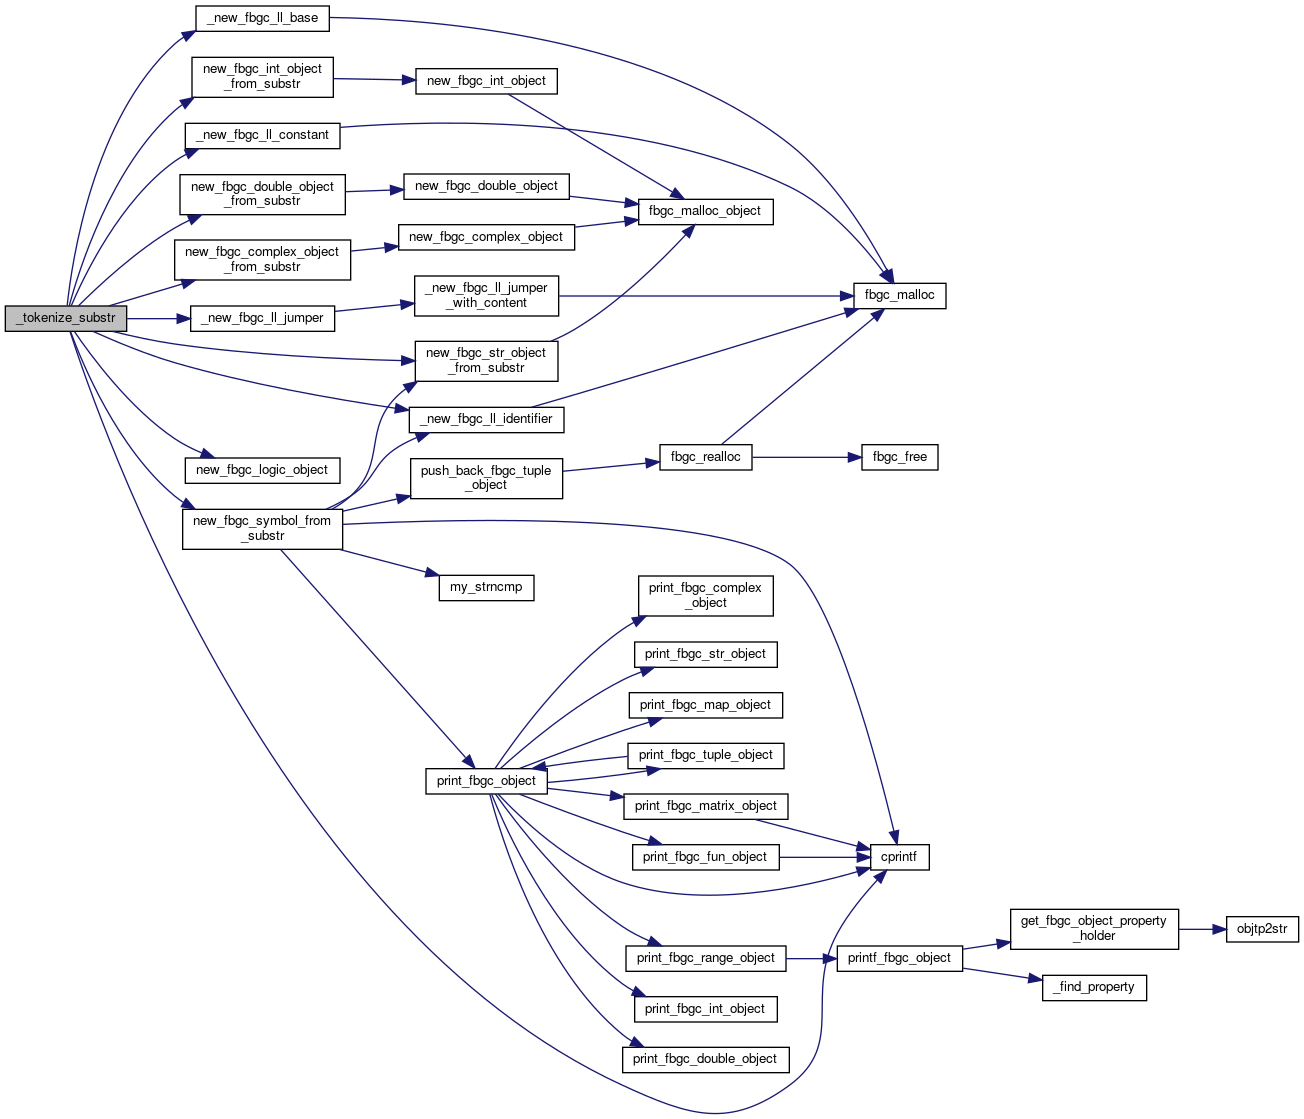 _new_fbgc_ll_base
new_fbgc_int_object
_from_substr
new_fbgc_int_object
_new_fbgc_ll_constant
new_fbgc_double_object
_from_substr
new_fbgc_double_object
fbgc_malloc_object
new_fbgc_complex_object
_from_substr
new_fbgc_complex_object
_new_fbgc_ll_jumper
_with_content
fbgc_malloc
_tokenize_substr
_new_fbgc_ll_jumper
new_fbgc_str_object
_from_substr
_new_fbgc_ll_identifier
new_fbgc_logic_object
push_back_fbgc_tuple
_object
fbgc_realloc
fbgc_free
new_fbgc_symbol_from
_substr
my_strncmp
print_fbgc_complex
_object
print_fbgc_str_object
print_fbgc_map_object
print_fbgc_tuple_object
print_fbgc_object
print_fbgc_matrix_object
print_fbgc_fun_object
cprintf
get_fbgc_object_property
_holder
objtp2str
print_fbgc_range_object
printf_fbgc_object
_find_property
print_fbgc_int_object
print_fbgc_double_object